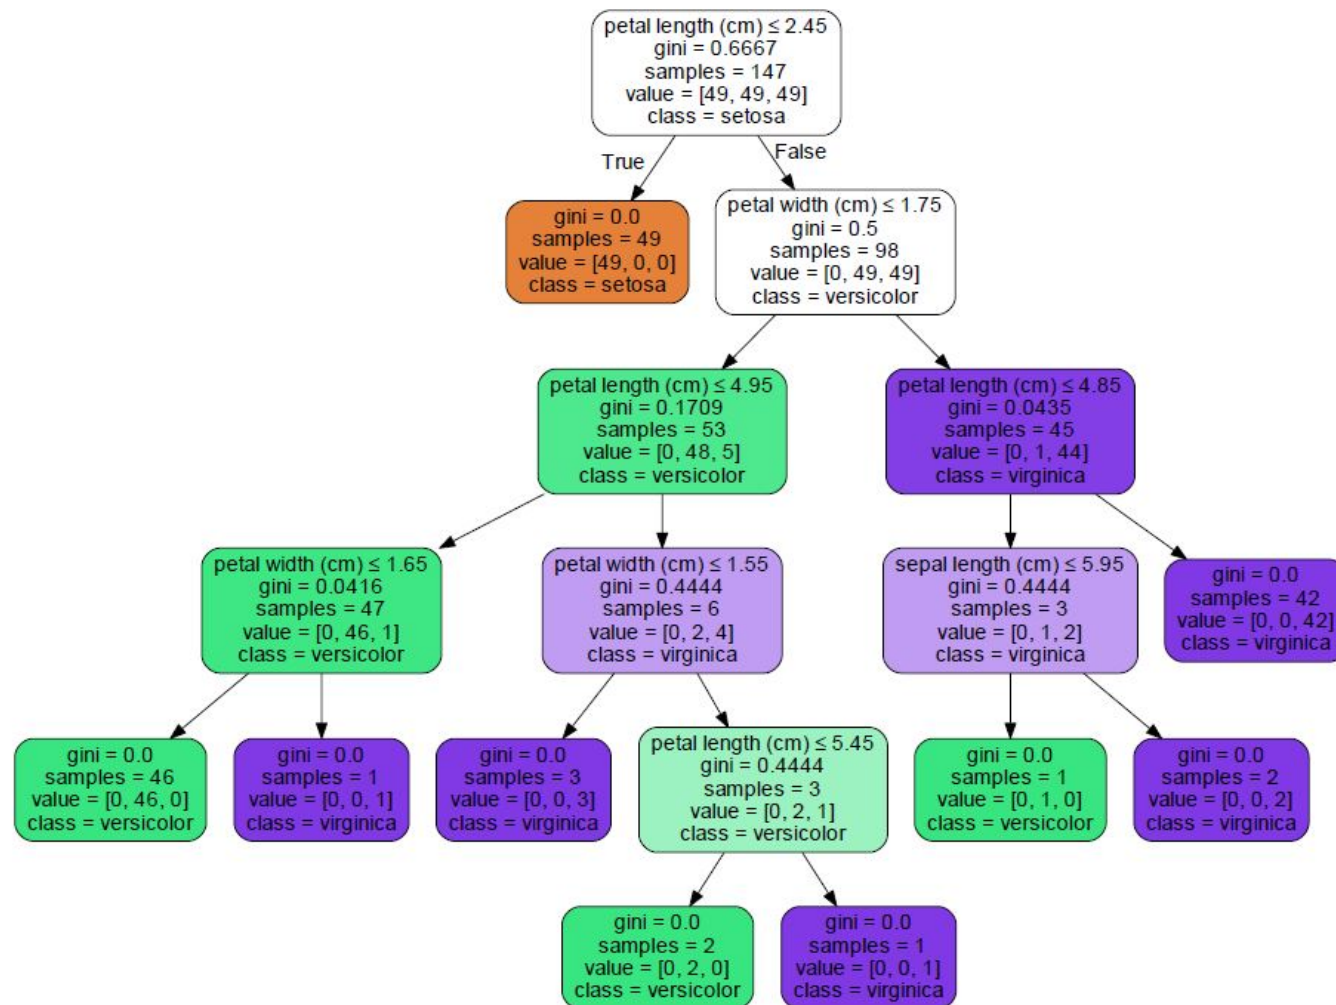 petal length (cm) ≤ 2.45
gini = 0.6667
samples = 147
value = [49, 49, 49]
class = setosa
True
False
gini = 0.0
samples = 49
value = [49, 0, 0]
class = setosa
petal width (cm) ≤ 1.75
gini = 0.5
samples = 98
value = [0, 49, 49]
class = versicolor
petal length (cm) ≤ 4.95
gini = 0.1709
samples = 53
value = [0, 48, 5]
class = versicolor
petal length (cm) ≤ 4.85
gini = 0.0435
samples = 45
value = [0, 1, 44]
class = virginica
petal width (cm) ≤ 1.65
gini = 0.0416
samples = 47
value = [0, 46, 1]
class = versicolor
petal width (cm) ≤ 1.55
gini = 0.4444
samples = 6
value = [0, 2, 4]
class = virginica
sepal length (cm) ≤ 5.95
gini = 0.4444
samples = 3
value = [0, 1, 2]
class = virginica
gini = 0.0
samples = 42
value = [0, 0, 42]
class = virginica
gini = 0.0
samples = 46
value = [0, 46, 0]
class = versicolor
gini = 0.0
samples = 1
value = [0, 0, 1]
class = virginica
gini = 0.0
samples = 3
value = [0, 0, 3]
class = virginica
petal length (cm) ≤ 5.45
gini = 0.4444
samples = 3
value = [0, 2, 1]
class = versicolor
gini = 0.0
samples = 1
value = [0, 1, 0]
class = versicolor
gini = 0.0
samples = 2
value = [0, 0, 2]
class = virginica
gini = 0.0
samples = 2
value = [0, 2, 0]
class = versicolor
gini = 0.0
samples = 1
value = [0, 0, 1]
class = virginica